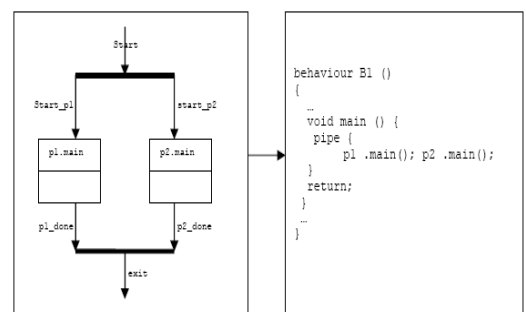 Start
Start_p1
start_p2
p1.main
p2.main
p1_done
p2_done
exit
behaviour B1 ()
{
…
void main () {
pipe {
p1 .main(); p2 .main();
}
return;
}
…
}